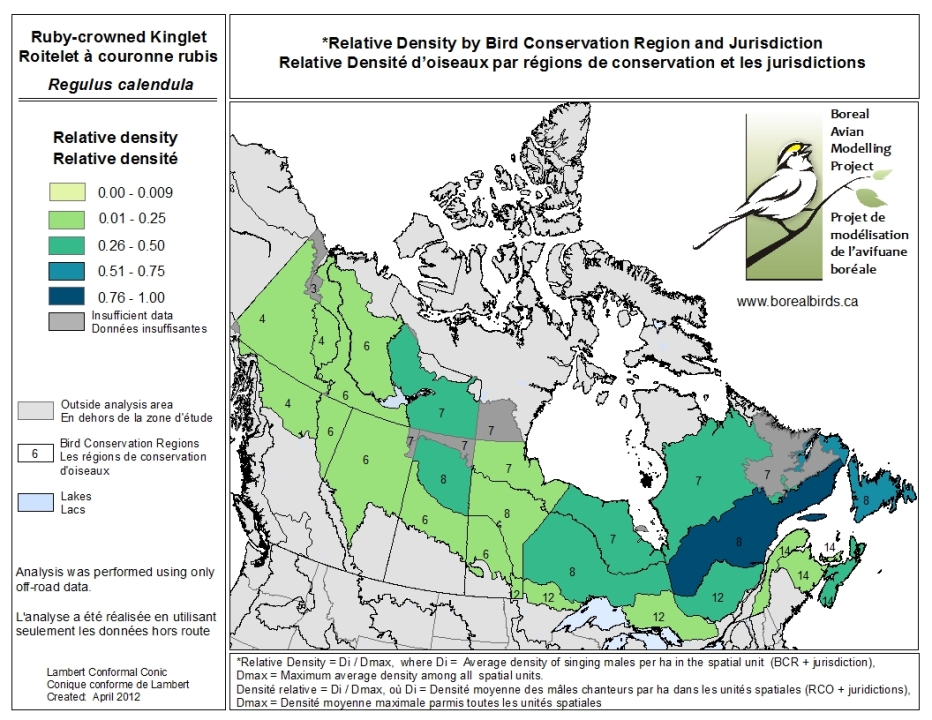 Ruby-crowned Kinglet
Roitelet à couronne rubis
Regulus calendula
*Relative Density by Bird Conservation Region and Jurisdiction
Relative Densité d'oiseaux par régions de conservation et les jurisdictions
Relative density
Relative densité
0.00 - 0.009
0.01 - 0.25
0.26 - 0.50
0.51 - 0.75
0.76 - 1.00
Insufficient data
Données insuffisantes
Outside analysis area
En dehors de la zone d'étude
6
Bird Conservation Regions
Les régions de conservation
d'oiseaux
Lakes
Lacs
Analysis was performed using only
off-road data.
L'analyse a été réalisée en utilisant
seulement les données hors route
Lambert Conformal Conic
Conique conforme de Lambert
Created: April 2012
Boreal
Avian
Modelling
Project
Projet de
modélisation
de l'avifuane
boréale
www.borealbirds.ca
3
4
4
6
4
6
6
6
7
7
7
7
7
8
8
6
6
7
7
7
8
8
8
12
12
12
2
14
14
14
14
*Relative Density = Di / Dmax, where Di = Average density of singing males per ha in the spatial unit (BCR + jurisdiction),
Dmax = Maximum average density among all spatial units.
Densité relative = Di / Dmax, où Di = Densité moyenne des mâles chanteurs par ha dans les unités spatiales (RCO + juridictions),
Dmax = Densité moyenne maximale parmis toutes les unités spatiales